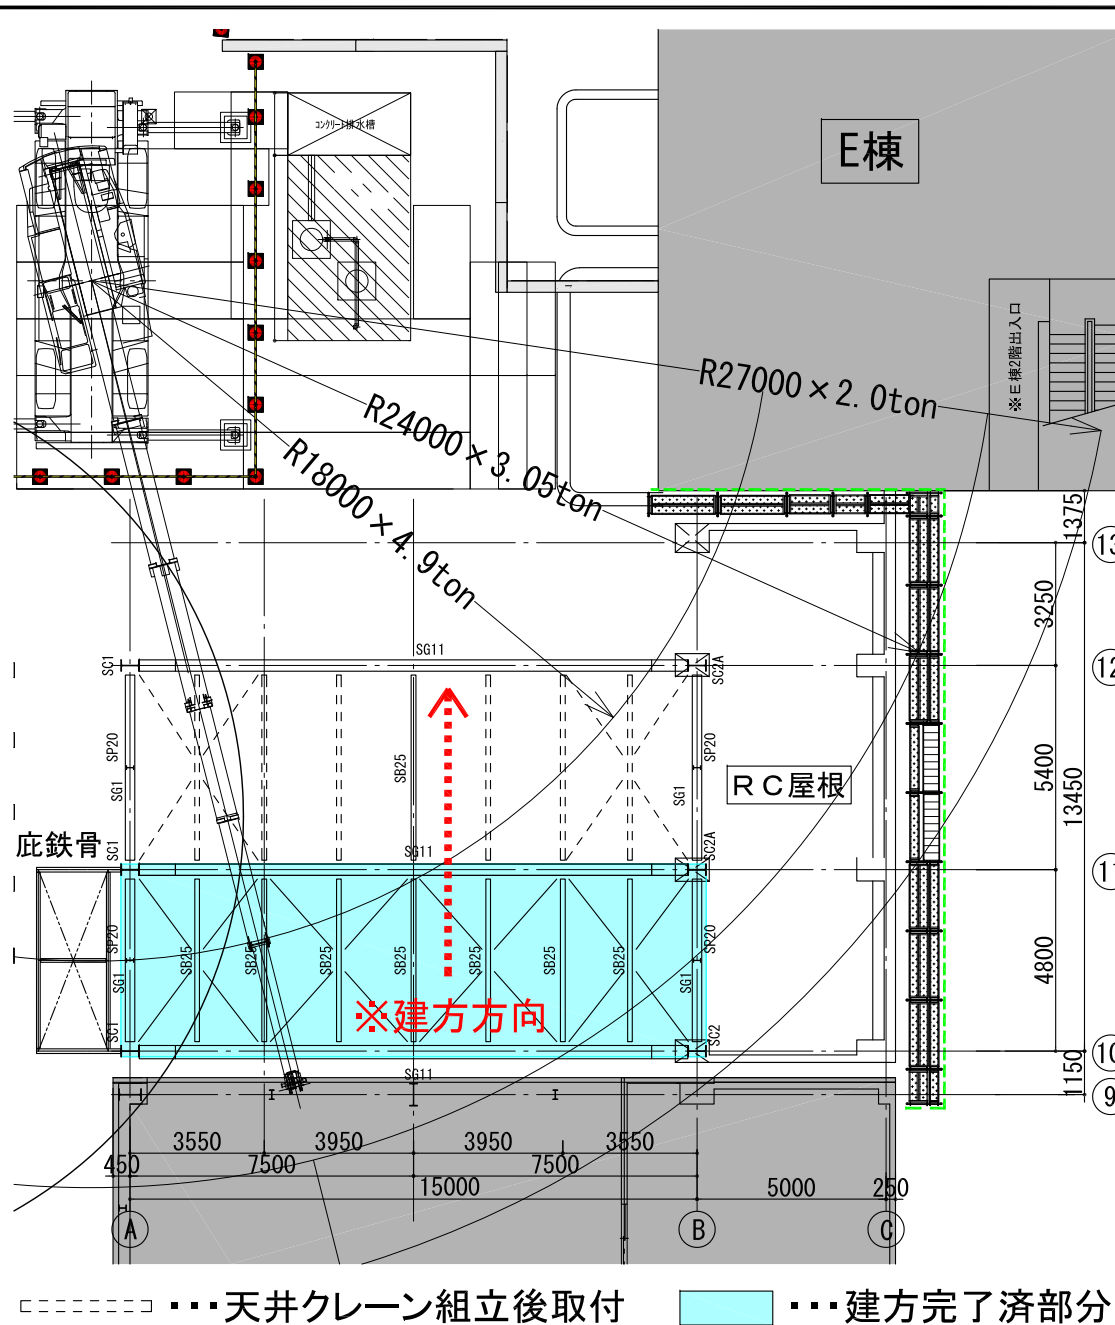 コンクリート排水槽
E棟
※E棟2階出入口
R27000×2.0ton
R24000×3.05ton
R18000×4.9ton
1375
13
3250
12
5400
13450
11
4800
10
1150
9
SG11
SC1
SC2A
SP20
SB25
SP20
SG1
SG1
RC屋根
庇鉄骨
SC1
SG11
SC2A
SP20
SB25
SB25
SB25
SB25
SB25
SB25
SB25
SP20
SG1
SG1
※建方方向
SC1
SC2
SG11
3550
3950
3950
3550
450
7500
7500
15000
5000
250
A
B
C
･･･天井クレーン組立後取付
･･･建方完了済部分